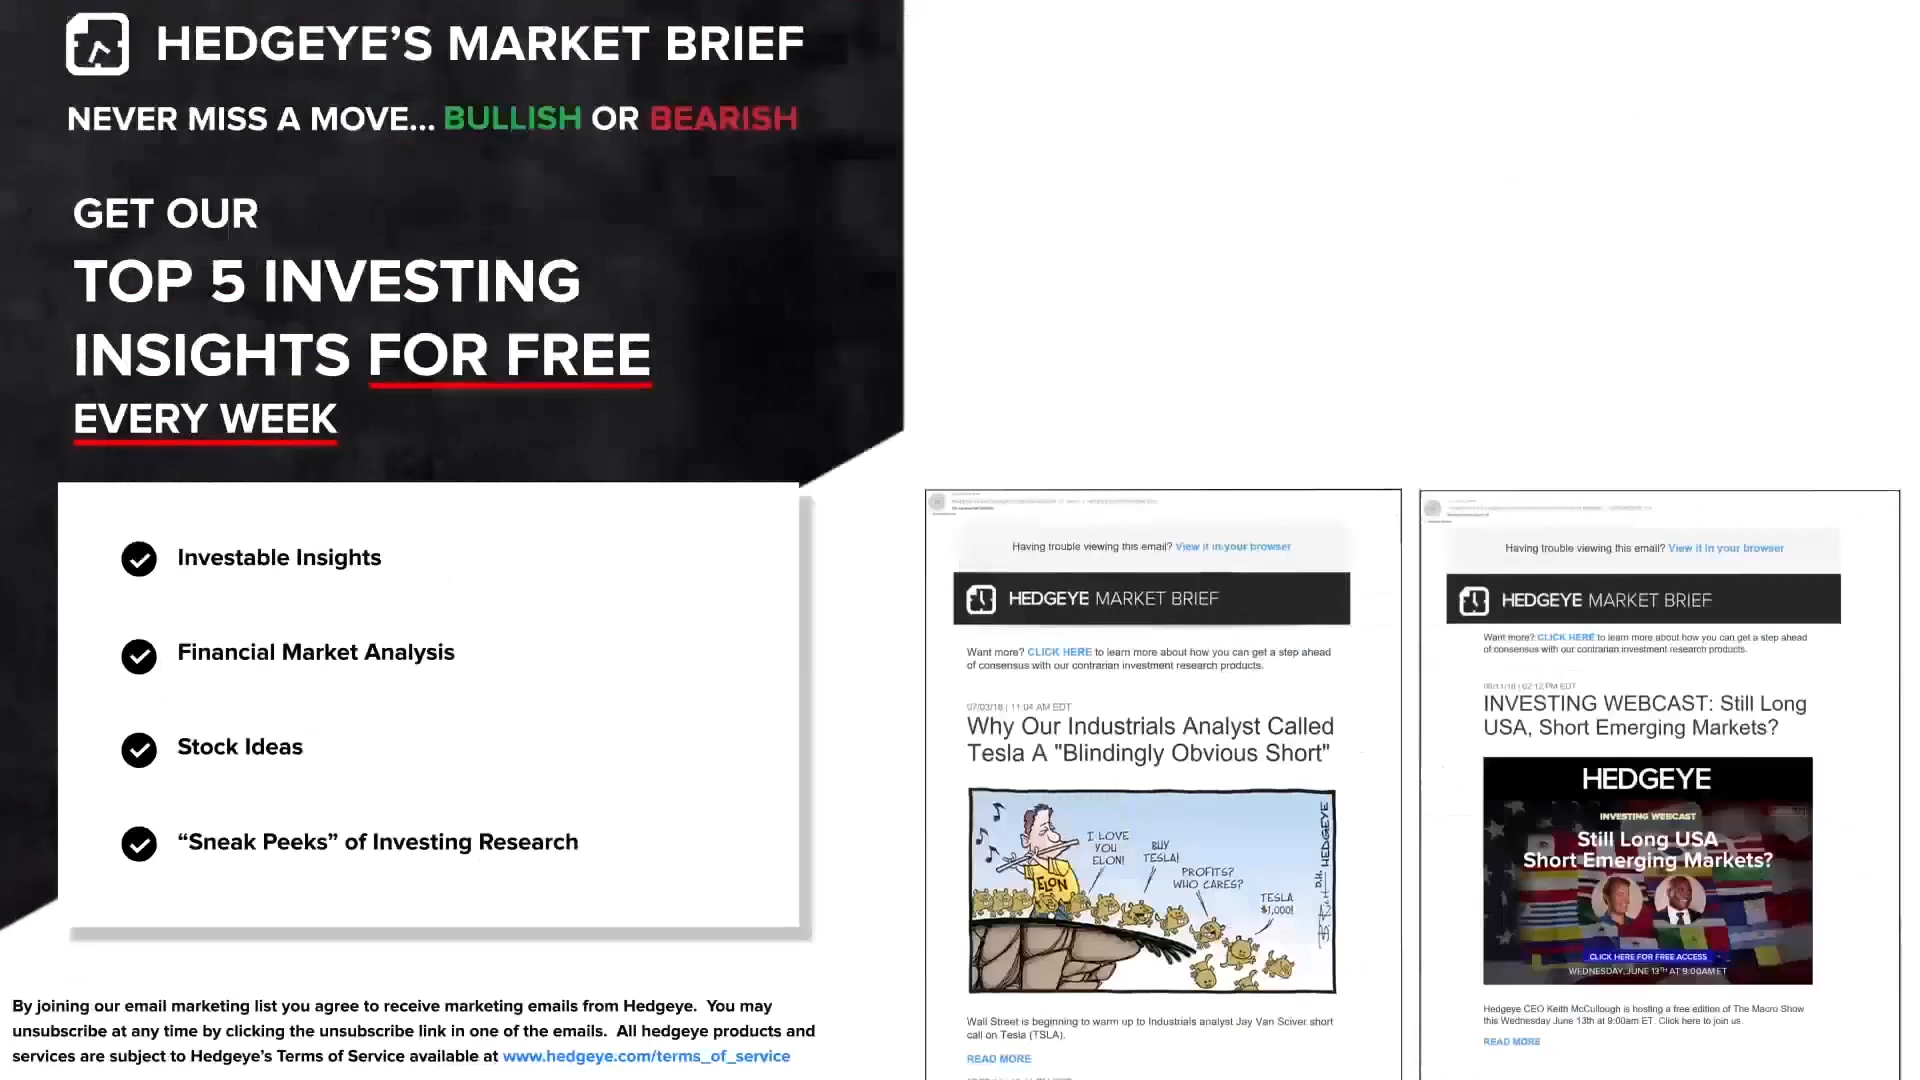 HEDGEYE'S MARKET BRIEF
NEVER MISS A MOVE... BULLISH OR BEARISH
GET OUR
TOP 5 INVESTING
INSIGHTS FOR FREE
EVERY WEEK
Investable Insights
Financial Market Analysis
Stock Ideas
“Sneak Peeks” of Investing Research
By joining our email marketing list you agree to receive marketing emails from Hedgeye. You may
unsubscribe at any time by clicking the unsubscribe link in one of the emails. All hedgeye products and
services are subject to Hedgeye's Terms of Service available at www.hedgeye.com/terms_of_service
Having trouble viewing this email? View it in your browser
HEDGEYE MARKET BRIEF
Want more? CLICK HERE to learn more about how you can get a step ahead
of consensus with our contrarian investment research products.
07/03/18 | 11:04 AM EDT
Why Our Industrials Analyst Called
Tesla A "Blindingly Obvious Short"
I LOVE
YOU
ELON!
BUY
TESLA!
PROFITS?
WHO CARES?
TESLA
$1,000!
ELON
HEDGEYE
Wall Street is beginning to warm up to Industrials analyst Jay Van Sciver short
call on Tesla (TSLA).
READ MORE
Having trouble viewing this email? View it in your browser
HEDGEYE MARKET BRIEF
Want more? CLICK HERE to learn more about how you can get a step ahead
of consensus with our contrarian investment research products.
02:12 PM EDT
INVESTING WEBCAST: Still Long
USA, Short Emerging Markets?
HEDGEYE
INVESTING WEBCAST
Still Long USA
Short Emerging Markets?
CLICK HERE FOR FREE ACCESS
WEDNESDAY, JUNE 13TH AT 9:00AM ET
Hedgeye CEO Keith McCullough is hosting a free edition of The Macro Show
this Wednesday June 13th at 9:00am ET. Click here to join us.
READ MORE